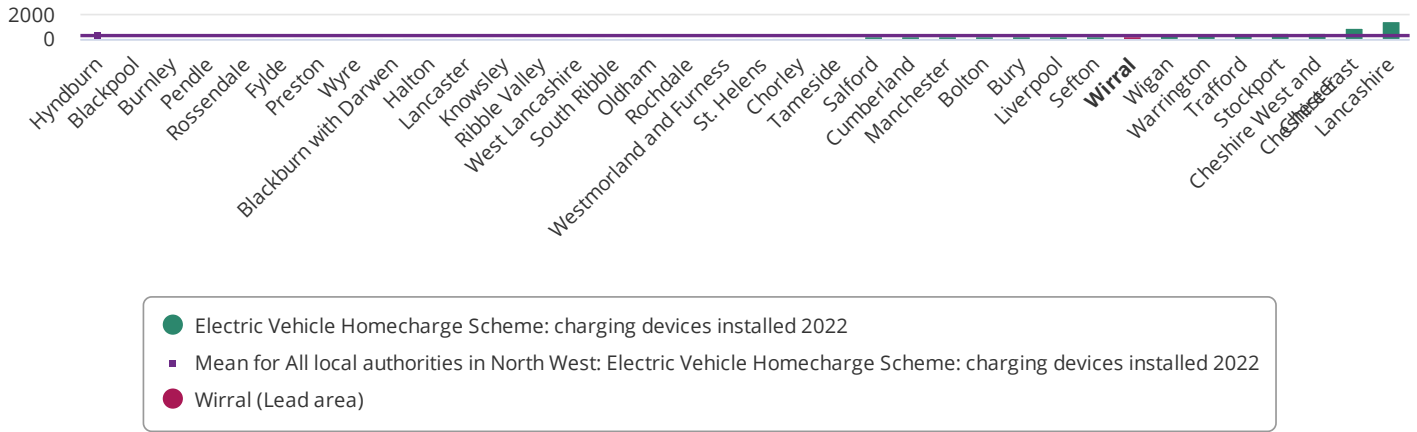 2000
0
Hyndburn
Blackpool
Burnley
Pendle
Rossendale
Fylde
Preston
Wyre
Blackburn with Darwen
Halton
Lancaster
Knowsley
Ribble Valley
West Lancashire
South Ribble
Oldham
Rochdale
Westmorland and Furness
St. Helens
Chorley
Tameside
Salford
Cumberland
Manchester
Bolton
Bury
Liverpool
Sefton
Wirral
Wigan
Warrington
Trafford
Stockport
Cheshire West and
Chester
Cheshire East
Lancashire
Electric Vehicle Homecharge Scheme: charging devices installed 2022
Mean for All local authorities in North West: Electric Vehicle Homecharge Scheme: charging devices installed 2022
Wirral (Lead area)